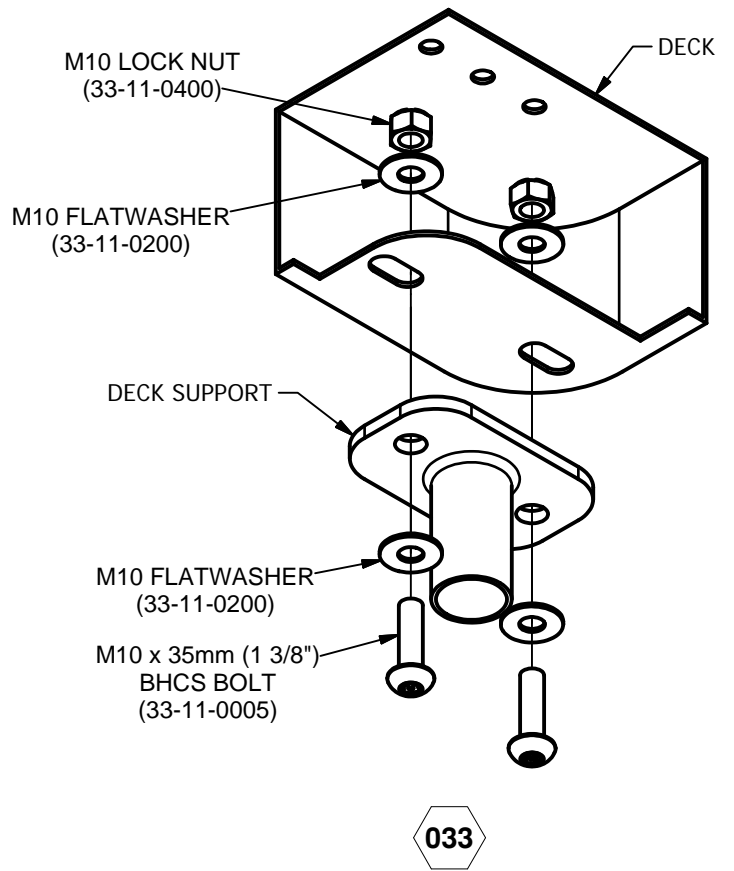 M10 LOCK NUT
(33-11-0400)
DECK
M10 FLATWASHER
(33-11-0200)
DECK SUPPORT
M10 FLATWASHER
(33-11-0200)
M10 x 35mm (1 3/8")
BHCS BOLT
(33-11-0005)
033